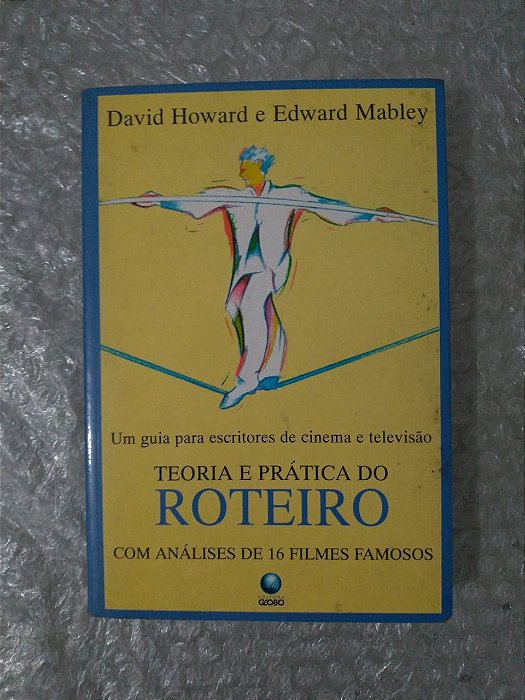 David Howard e Edward Mabley
Um guia para escritores de cinema e televisão
TEORIA E PRÁTICA DO
ROTEIRO
COM ANÁLISES DE 16 FILMES FAMOSOS
EDITORA
GLOBO